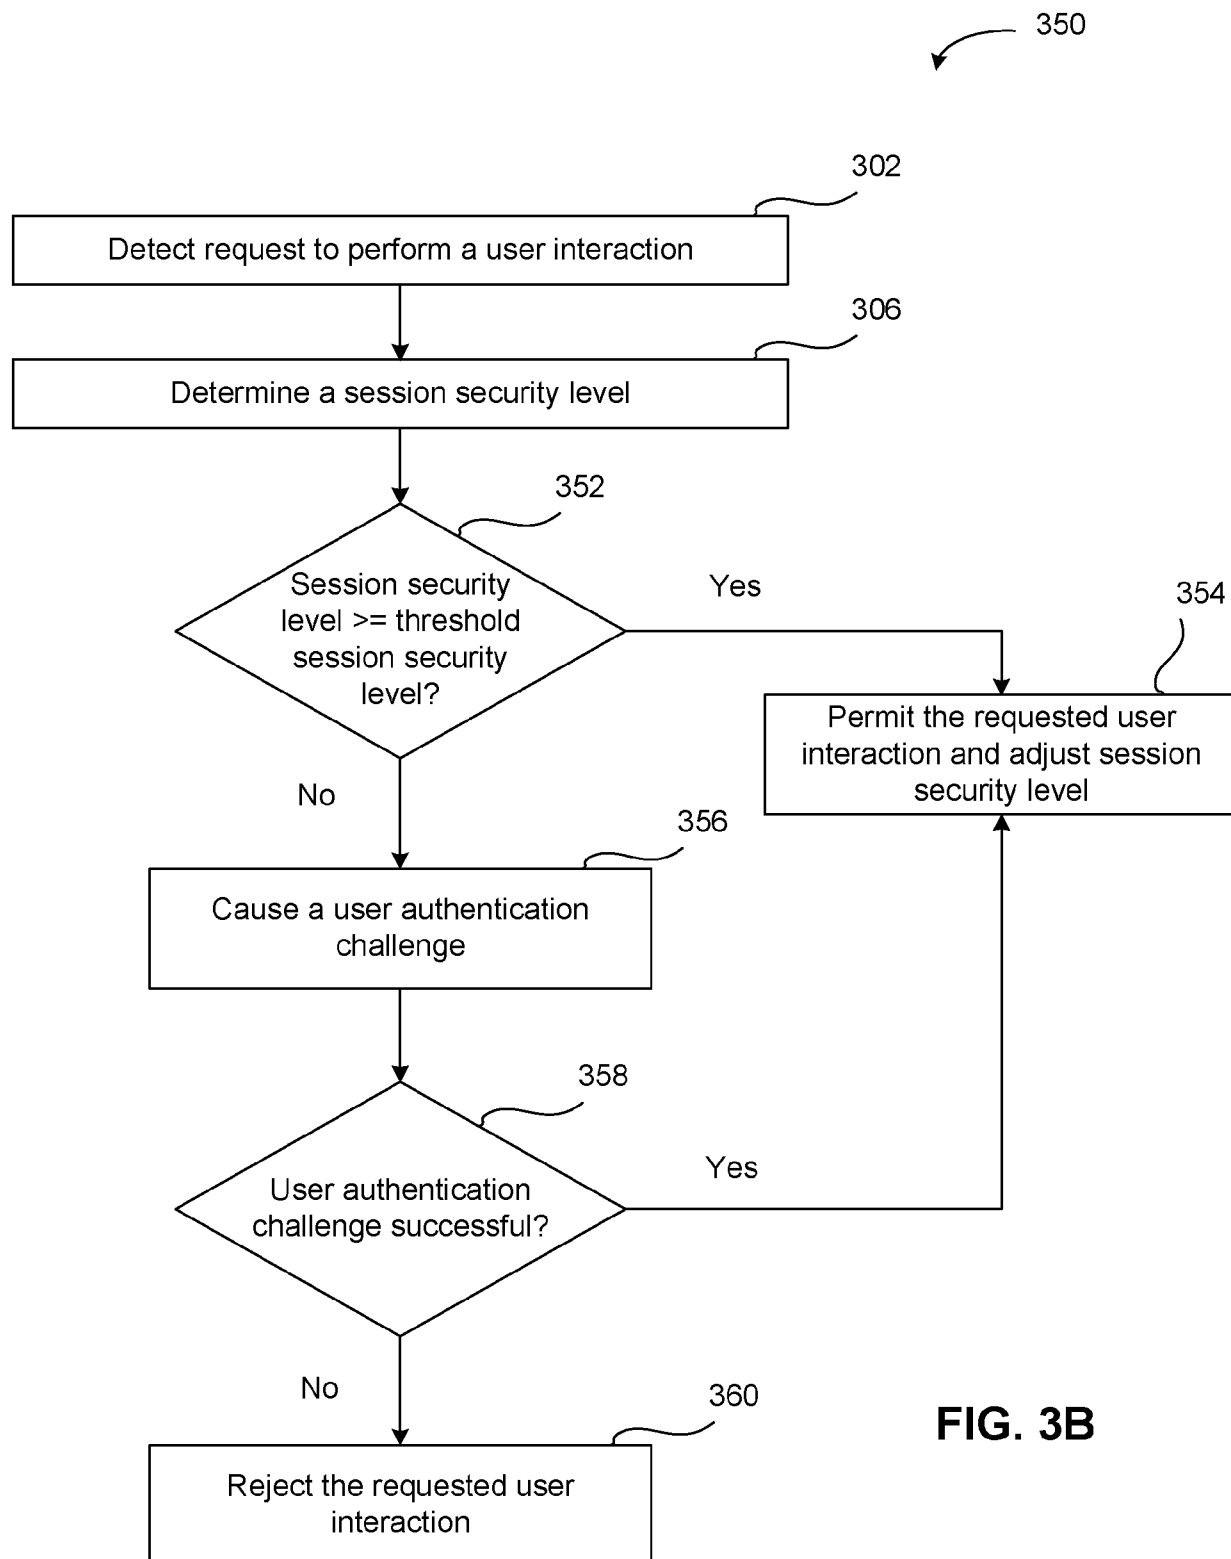 350
302
Detect request to perform a user interaction
306
Determine a session security level
352
Session security
level >= threshold
session security
level?
Yes
354
Permit the requested user
interaction and adjust session
security level
No
356
Cause a user authentication
challenge
358
User authentication
challenge successful?
Yes
No
360
Reject the requested user
interaction
FIG. 3B